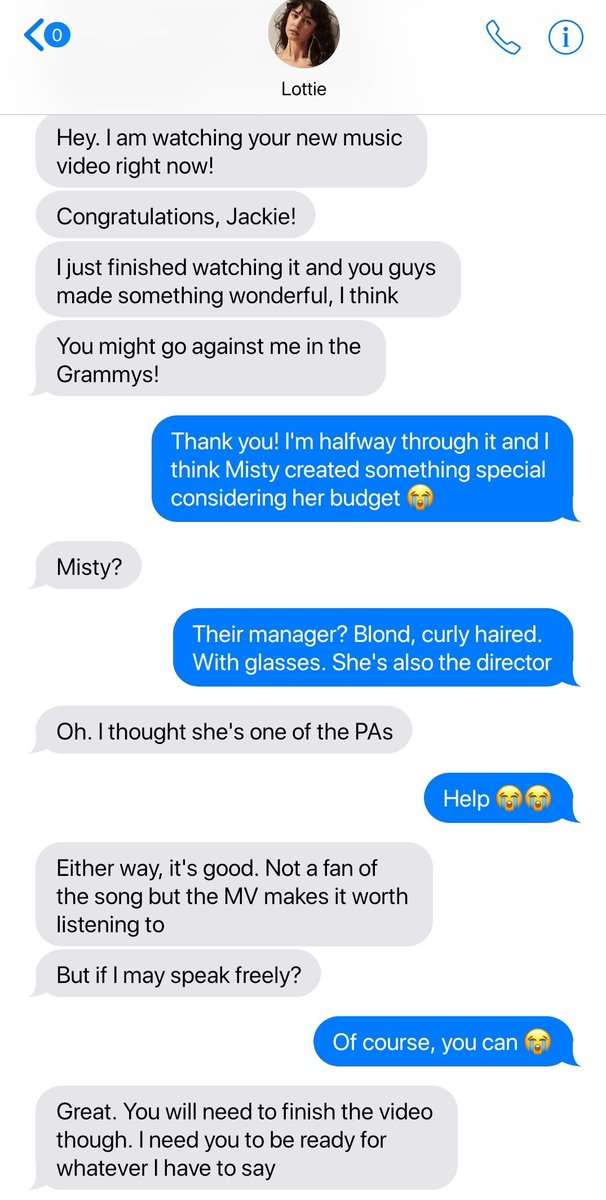 0
Lottie
Hey. I am watching your new music
video right now!
Congratulations, Jackie!
I just finished watching it and you guys
made something wonderful, I think
You might go against me in the
Grammys!
Thank you! I'm halfway through it and I
think Misty created something special
considering her budget 😭
Misty?
Their manager? Blond, curly haired.
With glasses. She's also the director
Oh. I thought she's one of the PAs
Help 😭😭
Either way, it's good. Not a fan of
the song but the MV makes it worth
listening to
But if I may speak freely?
Of course, you can 😭
Great. You will need to finish the video
though. I need you to be ready for
whatever I have to say